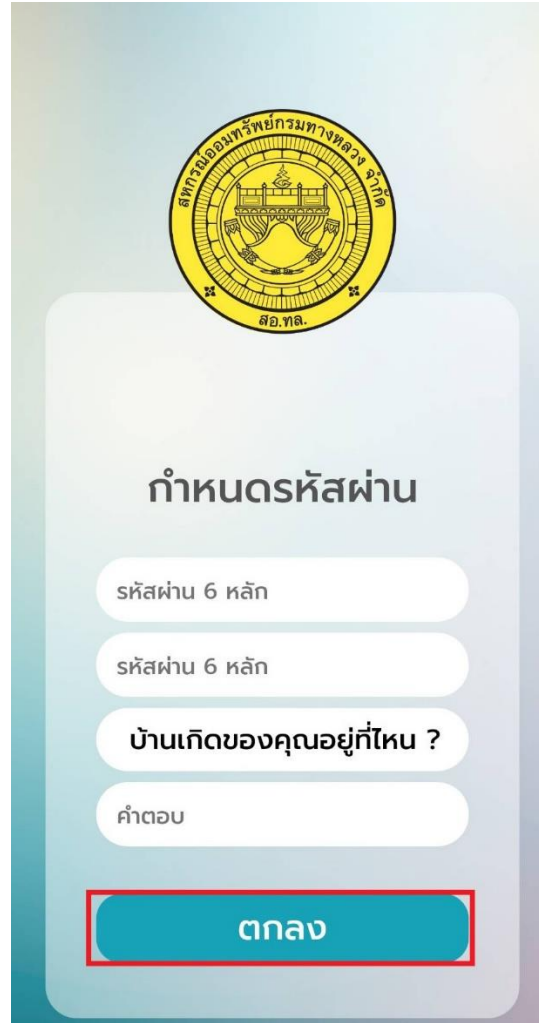 สหกรณ์ออมทรัพย์กรมทางหลวง จำกัด
สอ.ทล.
กำหนดรหัสผ่าน
รหัสผ่าน 6 หลัก
รหัสผ่าน 6 หลัก
บ้านเกิดของคุณอยู่ที่ไหน ?
คำตอบ
ตกลง